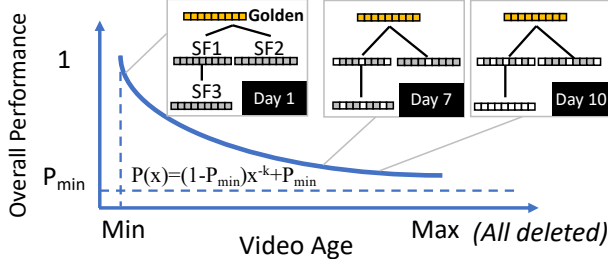 Golden
SF1 SF2
SF3
Day 1
Day 7
Day 10
Overall Performance
1
P(x)=(1-Pmin)x-k+Pmin
Pmin
Min
Max (All deleted)
Video Age